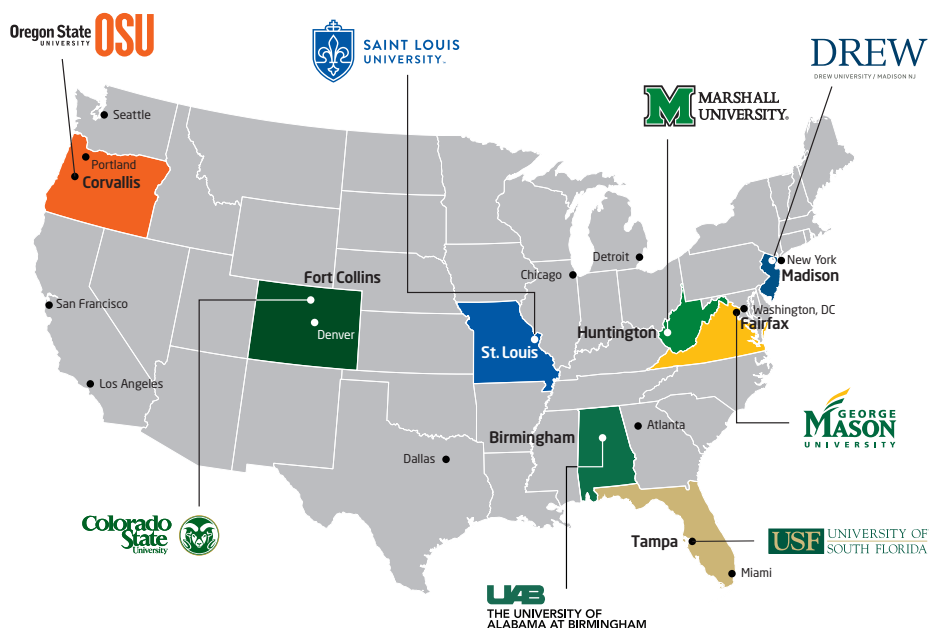 Oregon State
UNIVERSITY
OSU
SAINT LOUIS
UNIVERSITY.
DREW
DREW UNIVERSITY / MADISON NJ
M
MARSHALL
UNIVERSITY®
Seattle
Portland
Corvallis
Detroit
Chicago
New York
Madison
Fort Collins
San Francisco
Washington, DC
Fairfax
Denver
Huntington
St. Louis
Los Angeles
GEORGE
MASON
UNIVERSITY
Birmingham
Atlanta
Dallas
Colorado
State
University
Tampa
USF
UNIVERSITY OF
SOUTH FLORIDA
Miami
UAB
THE UNIVERSITY OF
ALABAMA AT BIRMINGHAM